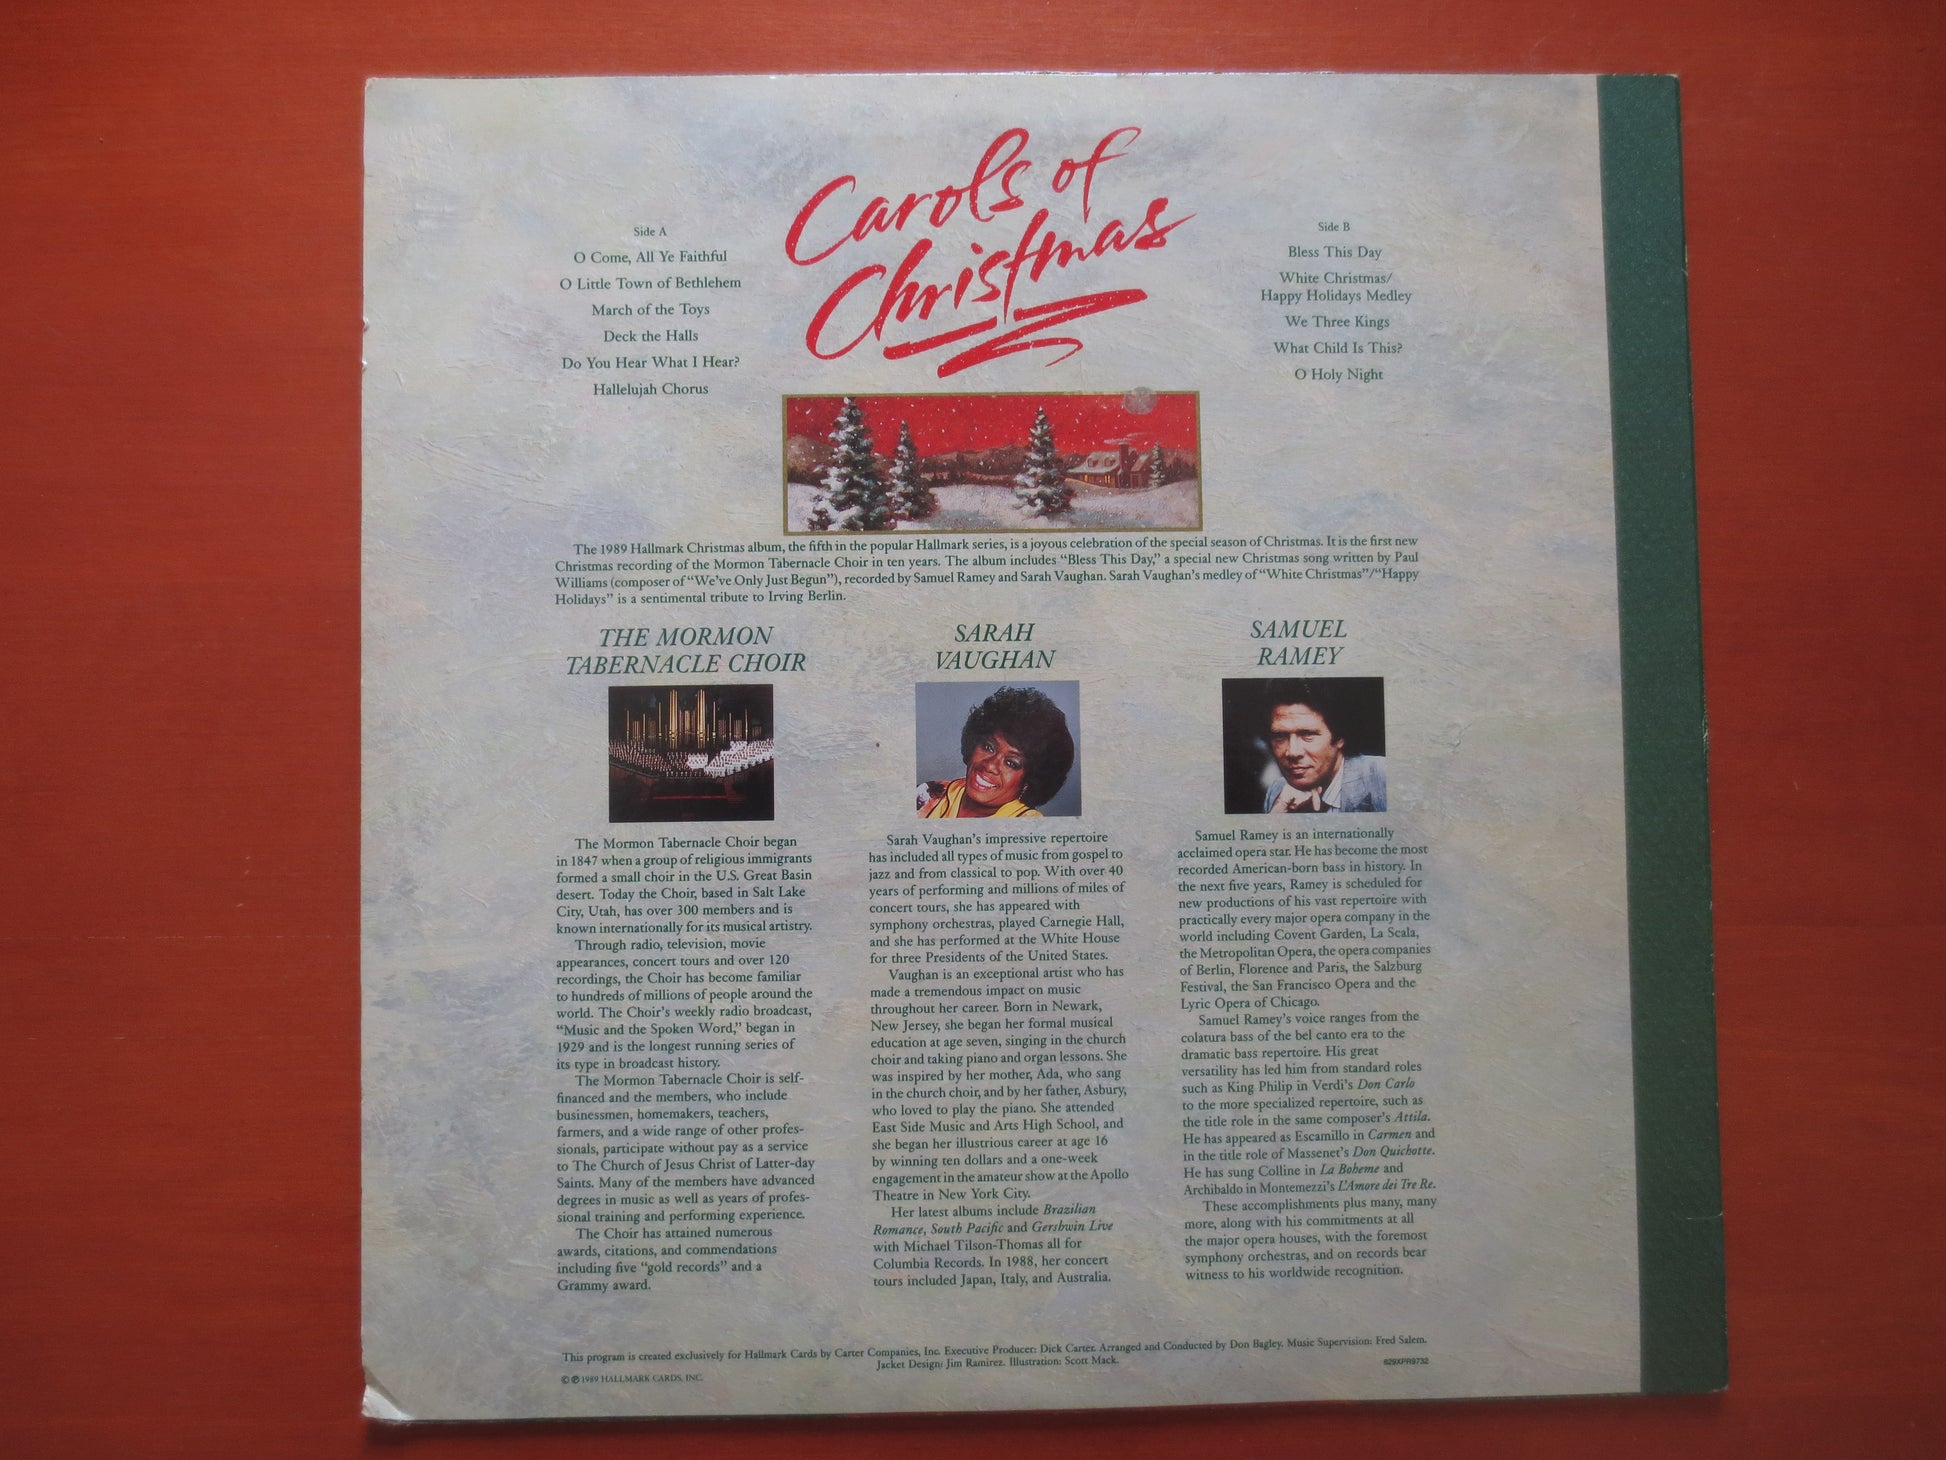 Carols of
Christmas
Side A
O Come, All Ye Faithful
O Little Town of Bethlehem
March of the Toys
Deck the Halls
Do You Hear What I Hear?
Hallelujah Chorus
Side B
Bless This Day
White Christmas/
Happy Holidays Medley
We Three Kings
What Child Is This?
O Holy Night
The 1989 Hallmark Christmas album, the fifth in the popular Hallmark series, is a joyous celebration of the special season of Christmas. It is the first new
Christmas recording of the Mormon Tabernacle Choir in ten years. The album includes “Bless This Day,” a special new Christmas song written by Paul
Williams (composer of “We've Only Just Begun”), recorded by Samuel Ramey and Sarah Vaughan. Sarah Vaughan's medley of “White Christmas”/“Happy
Holidays” is a sentimental tribute to Irving Berlin.
THE MORMON
TABERNACLE CHOIR
The Mormon Tabernacle Choir began
in 1847 when a group of religious immigrants
formed a small choir in the U.S. Great Basin
desert. Today the Choir, based in Salt Lake
City, Utah, has over 300 members and is
known internationally for its musical artistry.
Through radio, television, movie
appearances, concert tours and over 120
recordings, the Choir has become familiar
to hundreds of millions of people around the
world. The Choir's weekly radio broadcast,
“Music and the Spoken Word,” began in
1929 and is the longest running series of
its type in broadcast history.
The Mormon Tabernacle Choir is self-
financed and the members, who include
businessmen, homemakers, teachers,
farmers, and a wide range of other profes-
sionals, participate without pay as a service
to The Church of Jesus Christ of Latter-day
Saints. Many of the members have advanced
degrees in music as well as years of profes-
sional training and performing experience.
The Choir has attained numerous
awards, citations, and commendations
including five “gold records” and a
Grammy award.
SARAH
VAUGHAN
Sarah Vaughan's impressive repertoire
has included all types of music from gospel to
jazz and from classical to pop. With over 40
years of performing and millions of miles of
concert tours, she has appeared with
symphony orchestras, played Carnegie Hall,
and she has performed at the White House
for three Presidents of the United States.
Vaughan is an exceptional artist who has
made a tremendous impact on music
throughout her career. Born in Newark,
New Jersey, she began her formal musical
education at age seven, singing in the church
choir and taking piano and organ lessons. She
was inspired by her mother, Ada, who sang
in the church choir, and by her father, Asbury,
who loved to play the piano. She attended
East Side Music and Arts High School, and
she began her illustrious career at age 16
by winning ten dollars and a one-week
engagement in the amateur show at the Apollo
Theatre in New York City.
Her latest albums include Brazilian
Romance, South Pacific and Gershwin Live
with Michael Tilson-Thomas all for
Columbia Records. In 1988, her concert
tours included Japan, Italy, and Australia.
SAMUEL
RAMEY
Samuel Ramey is an internationally
acclaimed opera star. He has become the most
recorded American-born bass in history. In
the next five years, Ramey is scheduled for
new productions of his vast repertoire with
practically every major opera company in the
world including Covent Garden, La Scala,
the Metropolitan Opera, the opera companies
of Berlin, Florence and Paris, the Salzburg
Festival, the San Francisco Opera and the
Lyric Opera of Chicago.
Samuel Ramey's voice ranges from the
colatura bass of the bel canto era to the
dramatic bass repertoire. His great
versatility has led him from standard roles
such as King Philip in Verdi's Don Carlo
to the more specialized repertoire, such as
the title role in the same composer's Attila.
He has appeared as Escamillo in Carmen and
in the title role of Massenet's Don Quichotte.
He has sung Colline in La Boheme and
Archibaldo in Montemezzi's L'Amore dei Tre Re.
These accomplishments plus many, many
more, along with his commitments at all
the major opera houses, with the foremost
symphony orchestras, and on records bear
witness to his worldwide recognition.
This program is created exclusively for Hallmark Cards by Carter Companies, Inc. Executive Producer: Dick Carter. Arranged and Conducted by Don Bagley. Music Supervision: Fred Salem.
Jacket Design: Jim Ramirez. Illustration: Scott Mack.
629XPR9732
© ℗ 1989 HALLMARK CARDS, INC.